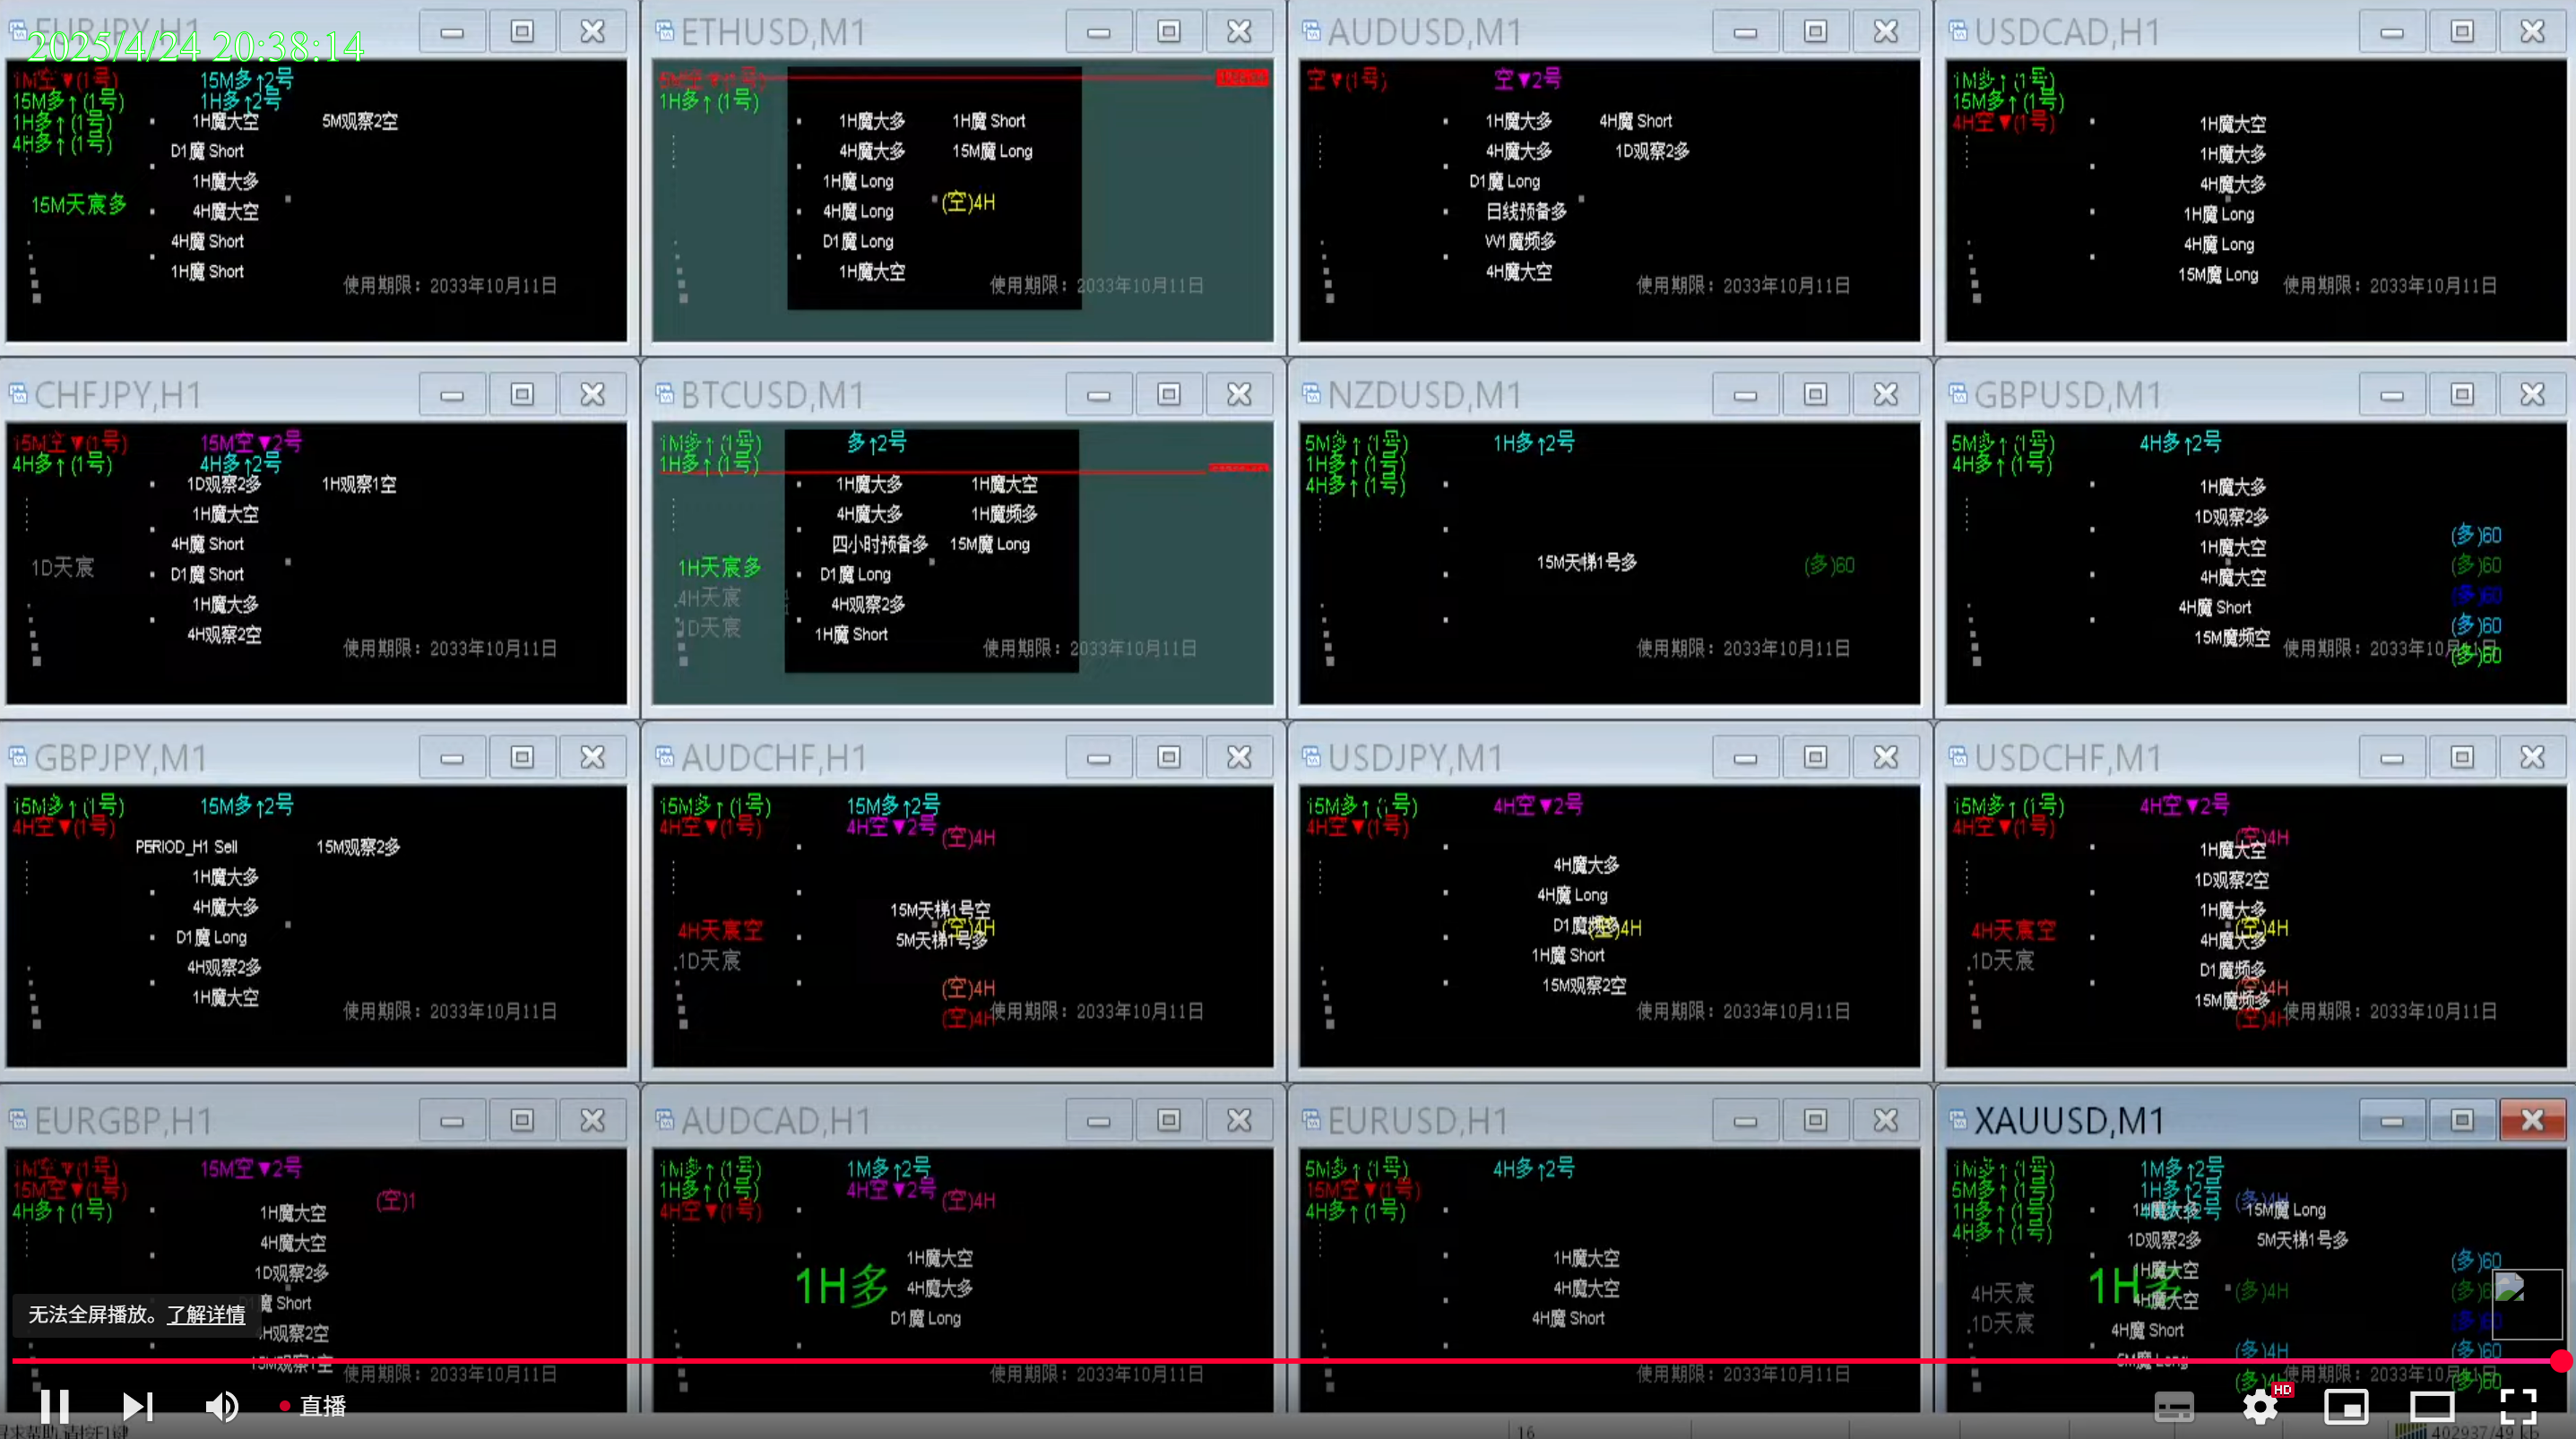 EURJPY,H1
2025/4/24 20:38:14
1M空▼(1号) 15M多↑2号
15M多↑(1号) 1H多↑2号
1H多↑(1号) 1H魔大空 5M观察2空
4H多↑(1号) D1魔 Short
1H魔大多
15M天宸多 4H魔大空
4H魔 Short
1H魔 Short
使用期限：2033年10月11日
ETHUSD,M1
5M空▼(1号)
1H多↑(1号)
1H魔大多 1H魔 Short
4H魔大多 15M魔 Long
1H魔 Long
4H魔 Long (空)4H
D1魔 Long
1H魔大空
使用期限：2033年10月11日
AUDUSD,M1
空▼(1号) 空▼2号
1H魔大多 4H魔 Short
4H魔大多 1D观察2多
D1魔 Long
日线预备多
W1魔频多
4H魔大空
使用期限：2033年10月11日
USDCAD,H1
1M多↑(1号)
15M多↑(1号)
4H空▼(1号) 1H魔大空
1H魔大多
4H魔大多
1H魔 Long
4H魔 Long
15M魔 Long
使用期限：2033年10月11日
CHFJPY,H1
15M空▼(1号) 15M空▼2号
4H多↑(1号) 4H多↑2号
1D观察2多 1H观察1空
1H魔大空
4H魔 Short
1D天宸 D1魔 Short
1H魔大多
4H观察2空
使用期限：2033年10月11日
BTCUSD,M1
1M多↑(1号) 多↑2号
1H多↑(1号)
1H魔大多 1H魔大空
4H魔大多 1H魔频多
四小时预备多 15M魔 Long
1H天宸多 D1魔 Long
4H天宸 4H观察2多
1D天宸 1H魔 Short
使用期限：2033年10月11日
NZDUSD,M1
5M多↑(1号) 1H多↑2号
1H多↑(1号)
4H多↑(1号)
15M天梯1号多 (多)60
使用期限：2033年10月11日
GBPUSD,M1
5M多↑(1号) 4H多↑2号
4H多↑(1号)
1H魔大多
1D观察2多
1H魔大空 (多)60
4H魔大空 (多)60
4H魔 Short (多)60
15M魔频空 (多)60
使用期限：2033年10月11日 (多)60
GBPJPY,M1
15M多↑(1号) 15M多↑2号
4H空▼(1号)
PERIOD_H1 Sell 15M观察2多
1H魔大多
4H魔大多
D1魔 Long
4H观察2多
1H魔大空
使用期限：2033年10月11日
AUDCHF,H1
15M多↑(1号) 15M多↑2号
4H空▼(1号) 4H空▼2号 (空)4H
15M天梯1号空
4H天宸空 (空)4H
5M天梯1号多
1D天宸
(空)4H
(空)4H 使用期限：2033年10月11日
USDJPY,M1
15M多↑(1号) 4H空▼2号
4H空▼(1号)
4H魔大多
4H魔 Long
D1魔频多 (空)4H
1H魔 Short
15M观察2空
使用期限：2033年10月11日
USDCHF,M1
15M多↑(1号) 4H空▼2号
4H空▼(1号) (空)4H
1H魔大空
1D观察2空
1H魔大多
4H天宸空 (空)4H
4H魔大多
1D天宸 D1魔频多
(空)4H
15M魔频多
(空)4H 使用期限：2033年10月11日
EURGBP,H1
1M空▼(1号) 15M空▼2号
15M空▼(1号) (空)1
4H多↑(1号) 1H魔大空
4H魔大空
1D观察2多
魔 Short
4H观察2空
15M观察1空
使用期限：2033年10月11日
无法全屏播放。了解详情
AUDCAD,H1
1M多↑(1号) 1M多↑2号
1H多↑(1号) 4H空▼2号 (空)4H
4H空▼(1号)
1H魔大空
1H多 4H魔大多
D1魔 Long
使用期限：2033年10月11日
EURUSD,H1
5M多↑(1号) 4H多↑2号
15M空▼(1号)
4H多↑(1号)
1H魔大空
4H魔大空
4H魔 Short
使用期限：2033年10月11日
XAUUSD,M1
1M多↑(1号) 1M多↑2号
5M多↑(1号) 1H多↑2号 (多)4H
1H多↑(1号) 1H魔大多 15M魔 Long
4H多↑(1号) 1D观察2多 5M天梯1号多
1H魔大空 (多)60
1H多 (多)4H
4H天宸 4H魔大空
1D天宸 4H魔 Short
5M魔 Long (多)4H (多)60
(多)4H 使用期限：2033年10月11日 (多)60
直播
HD
16
402937/49 kb